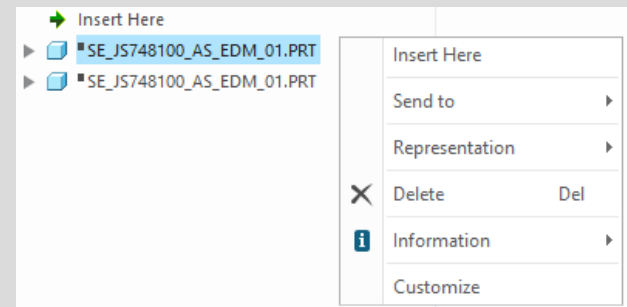 Insert Here
SE_JS748100_AS_EDM_01.PRT
SE_JS748100_AS_EDM_01.PRT
Insert Here
Send to
Representation
Delete Del
Information
Customize